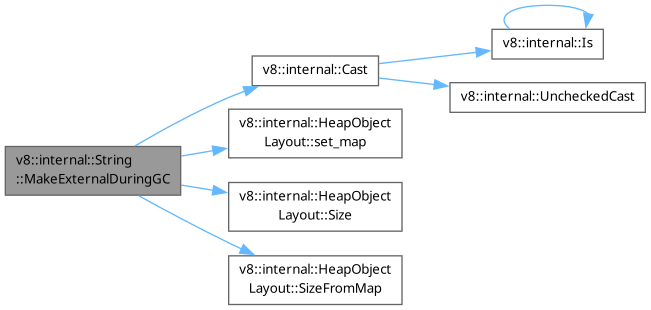 v8::internal::String
::MakeExternalDuringGC
v8::internal::Cast
v8::internal::Is
v8::internal::UncheckedCast
v8::internal::HeapObject
Layout::set_map
v8::internal::HeapObject
Layout::Size
v8::internal::HeapObject
Layout::SizeFromMap